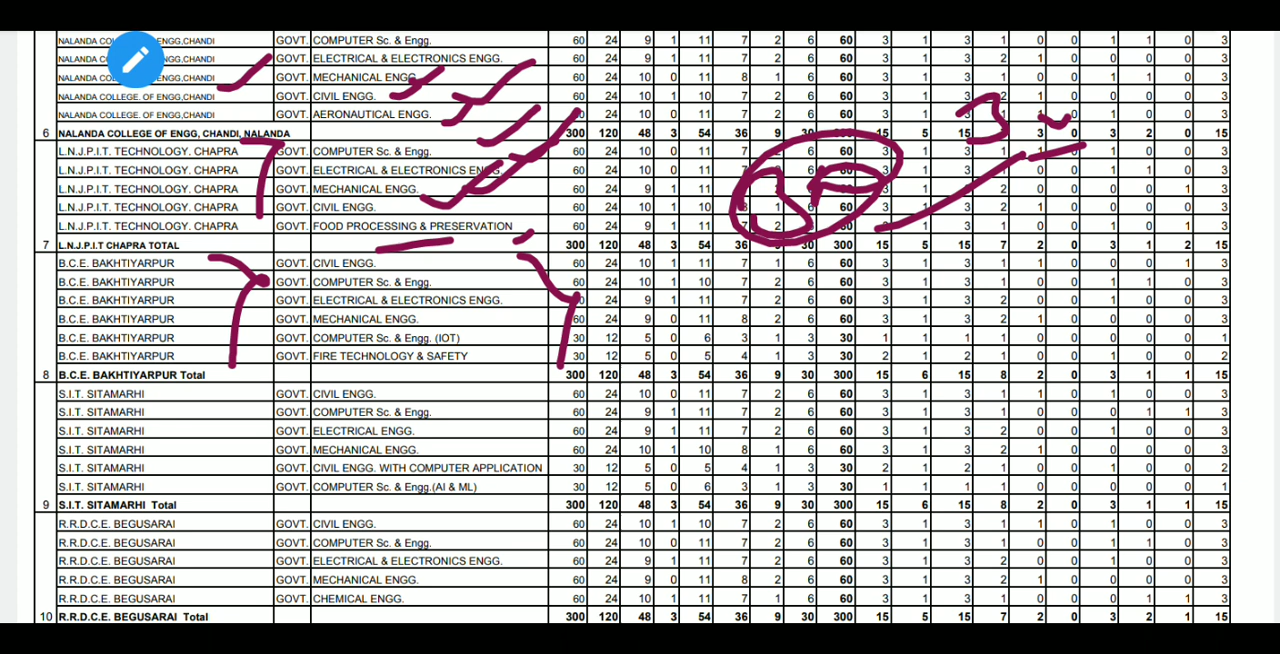 NALANDA CO ENGG,CHANDI GOVT. COMPUTER Sc. & Engg. 60 24 9 1 11 7 2 6 60 3 1 3 1 0 0 1 1 0 3
NALANDA CO GG,CHANDI GOVT. ELECTRICAL & ELECTRONICS ENGG. 60 24 9 1 11 7 2 6 60 3 1 3 2 1 0 0 0 0 3
NALANDA CO ENGG,CHANDI GOVT. MECHANICAL ENGG. 60 24 10 0 11 8 1 6 60 3 1 3 1 0 0 1 1 0 3
NALANDA COLLEGE. OF ENGG,CHANDI GOVT. CIVIL ENGG. 60 24 10 1 10 7 2 6 60 3 1 3 2 1 0 0 0 0 3
NALANDA COLLEGE. OF ENGG,CHANDI GOVT. AERONAUTICAL ENGG. 24 10 0 11 7 2 6 60 3 1 1 1 0 1 0 0 3
6 NALANDA COLLEGE OF ENGG, CHANDI, NALANDA 300 120 48 3 54 36 9 30 15 5 15 3 0 3 2 0 15
L.N.J.P.I.T. TECHNOLOGY. CHAPRA GOVT. COMPUTER Sc. & Engg. 60 24 9 1 11 7 6 60 3 1 3 1 1 0 1 0 0 3
L.N.J.P.I.T. TECHNOLOGY. CHAPRA GOVT. ELECTRICAL & ELECTRONICS ENGG. 60 24 10 0 11 7 60 3 1 3 1 0 0 1 1 0 3
L.N.J.P.I.T. TECHNOLOGY. CHAPRA GOVT. MECHANICAL ENGG. 60 24 9 1 11 3 1 3 2 0 0 0 0 1 3
L.N.J.P.I.T. TECHNOLOGY. CHAPRA GOVT. CIVIL ENGG. 60 24 10 1 10 1 60 3 1 3 2 1 0 0 0 0 3
L.N.J.P.I.T. TECHNOLOGY. CHAPRA GOVT. FOOD PROCESSING & PRESERVATION 60 24 9 1 11 7 2 3 1 3 1 0 0 1 0 1 3
7 L.N.J.P.I.T CHAPRA TOTAL 300 120 48 3 54 36 9 30 300 15 5 15 7 2 0 3 1 2 15
B.C.E. BAKHTIYARPUR GOVT. CIVIL ENGG. 60 24 10 1 11 7 1 6 60 3 1 3 1 1 0 0 0 1 3
B.C.E. BAKHTIYARPUR GOVT. COMPUTER Sc. & Engg. 60 24 10 1 10 7 2 6 60 3 1 3 1 0 0 1 1 0 3
B.C.E. BAKHTIYARPUR GOVT. ELECTRICAL & ELECTRONICS ENGG. 24 9 1 11 7 2 6 60 3 1 3 2 0 0 1 0 0 3
B.C.E. BAKHTIYARPUR GOVT. MECHANICAL ENGG. 60 24 9 0 11 8 2 6 60 3 1 3 2 1 0 0 0 0 3
B.C.E. BAKHTIYARPUR GOVT. COMPUTER Sc. & Engg. (IOT) 30 12 5 0 6 3 1 3 30 1 1 1 1 0 0 0 0 0 1
B.C.E. BAKHTIYARPUR GOVT. FIRE TECHNOLOGY & SAFETY 30 12 5 0 5 4 1 3 30 2 1 2 1 0 0 1 0 0 2
8 B.C.E. BAKHTIYARPUR Total 300 120 48 3 54 36 9 30 300 15 6 15 8 2 0 3 1 1 15
S.I.T. SITAMARHI GOVT. CIVIL ENGG. 60 24 10 0 11 7 2 6 60 3 1 3 1 1 0 1 0 0 3
S.I.T. SITAMARHI GOVT. COMPUTER Sc. & Engg. 60 24 9 1 11 7 2 6 60 3 1 3 1 0 0 0 1 1 3
S.I.T. SITAMARHI GOVT. ELECTRICAL ENGG. 60 24 9 1 11 7 2 6 60 3 1 3 2 0 0 1 0 0 3
S.I.T. SITAMARHI GOVT. MECHANICAL ENGG. 60 24 10 1 10 8 1 6 60 3 1 3 2 1 0 0 0 0 3
S.I.T. SITAMARHI GOVT. CIVIL ENGG. WITH COMPUTER APPLICATION 30 12 5 0 5 4 1 3 30 2 1 2 1 0 0 1 0 0 2
S.I.T. SITAMARHI GOVT. COMPUTER Sc. & Engg.(AI & ML) 30 12 5 0 6 3 1 3 30 1 1 1 1 0 0 0 0 0 1
9 S.I.T. SITAMARHI Total 300 120 48 3 54 36 9 30 300 15 6 15 8 2 0 3 1 1 15
R.R.D.C.E. BEGUSARAI GOVT. CIVIL ENGG. 60 24 10 1 10 7 2 6 60 3 1 3 1 1 0 1 0 0 3
R.R.D.C.E. BEGUSARAI GOVT. COMPUTER Sc. & Engg. 60 24 10 0 11 7 2 6 60 3 1 3 1 0 0 1 1 0 3
R.R.D.C.E. BEGUSARAI GOVT. ELECTRICAL & ELECTRONICS ENGG. 60 24 9 1 11 7 2 6 60 3 1 3 2 0 0 1 0 0 3
R.R.D.C.E. BEGUSARAI GOVT. MECHANICAL ENGG. 60 24 9 0 11 8 2 6 60 3 1 3 2 1 0 0 0 0 3
R.R.D.C.E. BEGUSARAI GOVT. CHEMICAL ENGG. 60 24 10 1 11 7 1 6 60 3 1 3 1 0 0 0 1 1 3
10 R.R.D.C.E. BEGUSARAI Total 300 120 48 3 54 36 9 30 300 15 5 15 7 2 0 3 2 1 15